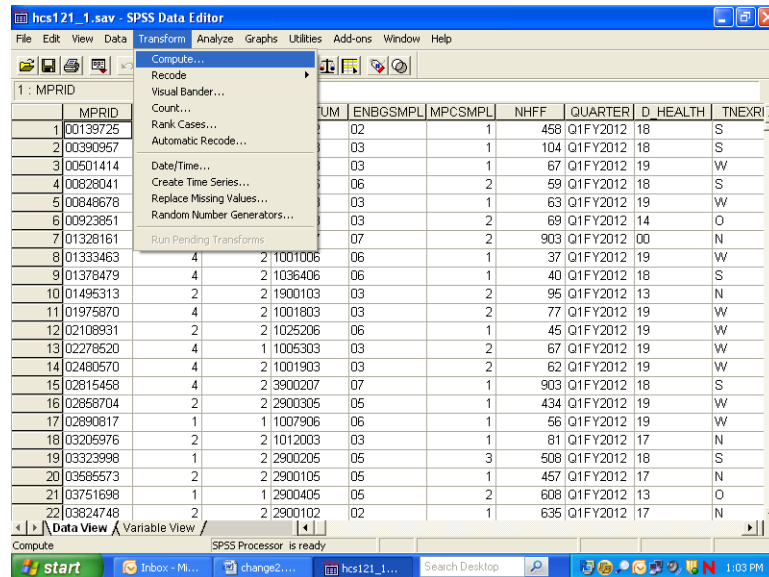 hcs121_1.sav - SPSS Data Editor
File Edit View Data Transform Analyze Graphs Utilities Add-ons Window Help
Compute...
Recode
Visual Bander...
Count...
Rank Cases...
Automatic Recode...
Date/Time...
Create Time Series...
Replace Missing Values...
Random Number Generators...
Run Pending Transforms
1 : MPRID
MPRID TUM ENBGSMPL MPCSMPL NHFF QUARTER D_HEALTH TNEXRE
1 00139725 02 1 458 Q1FY2012 18 S
2 00390957 03 1 104 Q1FY2012 18 S
3 00501414 03 1 67 Q1FY2012 19 W
4 00828041 06 2 59 Q1FY2012 18 S
5 00848678 03 1 63 Q1FY2012 19 W
6 00923851 03 2 69 Q1FY2012 14 O
7 01328161 07 2 903 Q1FY2012 00 N
8 01333463 4 2 1001006 06 1 37 Q1FY2012 19 W
9 01378479 4 2 1036406 06 1 40 Q1FY2012 18 S
10 01495313 2 2 1900103 03 2 95 Q1FY2012 13 N
11 01975870 4 2 1001803 03 2 77 Q1FY2012 19 W
12 02108931 2 2 1025206 06 1 45 Q1FY2012 19 W
13 02278520 4 1 1005303 03 2 67 Q1FY2012 19 W
14 02480570 4 2 1001903 03 2 62 Q1FY2012 19 W
15 02815458 4 2 3900207 07 1 903 Q1FY2012 18 S
16 02858704 2 2 2900305 05 1 434 Q1FY2012 19 W
17 02890817 1 1 1007906 06 1 56 Q1FY2012 19 W
18 03205976 2 2 1012003 03 1 81 Q1FY2012 17 N
19 03323998 1 2 2900205 05 3 508 Q1FY2012 18 S
20 03585573 2 2 2900105 05 1 457 Q1FY2012 17 N
21 03751698 1 1 2900405 05 2 608 Q1FY2012 13 O
22 03824748 2 2 2900102 02 1 635 Q1FY2012 17 N
Data View Variable View
Compute SPSS Processor is ready
start Inbox - Mi... change2.... hcs121_1... Search Desktop 1:03 PM